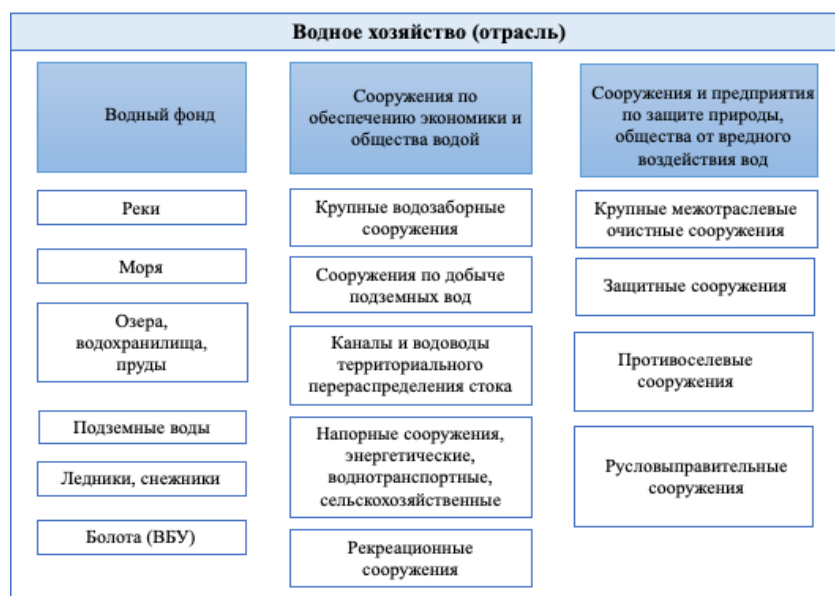 Водное хозяйство (отрасль)
Водный фонд
Реки
Моря
Озера,
водохранилища,
пруды
Подземные воды
Ледники, снежники
Болота (ВБУ)
Сооружения по
обеспечению экономики и
общества водой
Крупные водозаборные
сооружения
Сооружения по добыче
подземных вод
Каналы и водоводы
территориального
перераспределения стока
Напорные сооружения,
энергетические,
воднотранспортные,
сельскохозяйственные
Рекреационные
сооружения
Сооружения и предприятия
по защите природы,
общества от вредного
воздействия вод
Крупные межотраслевые
очистные сооружения
Защитные сооружения
Противоселевые
сооружения
Русловыправительные
сооружения